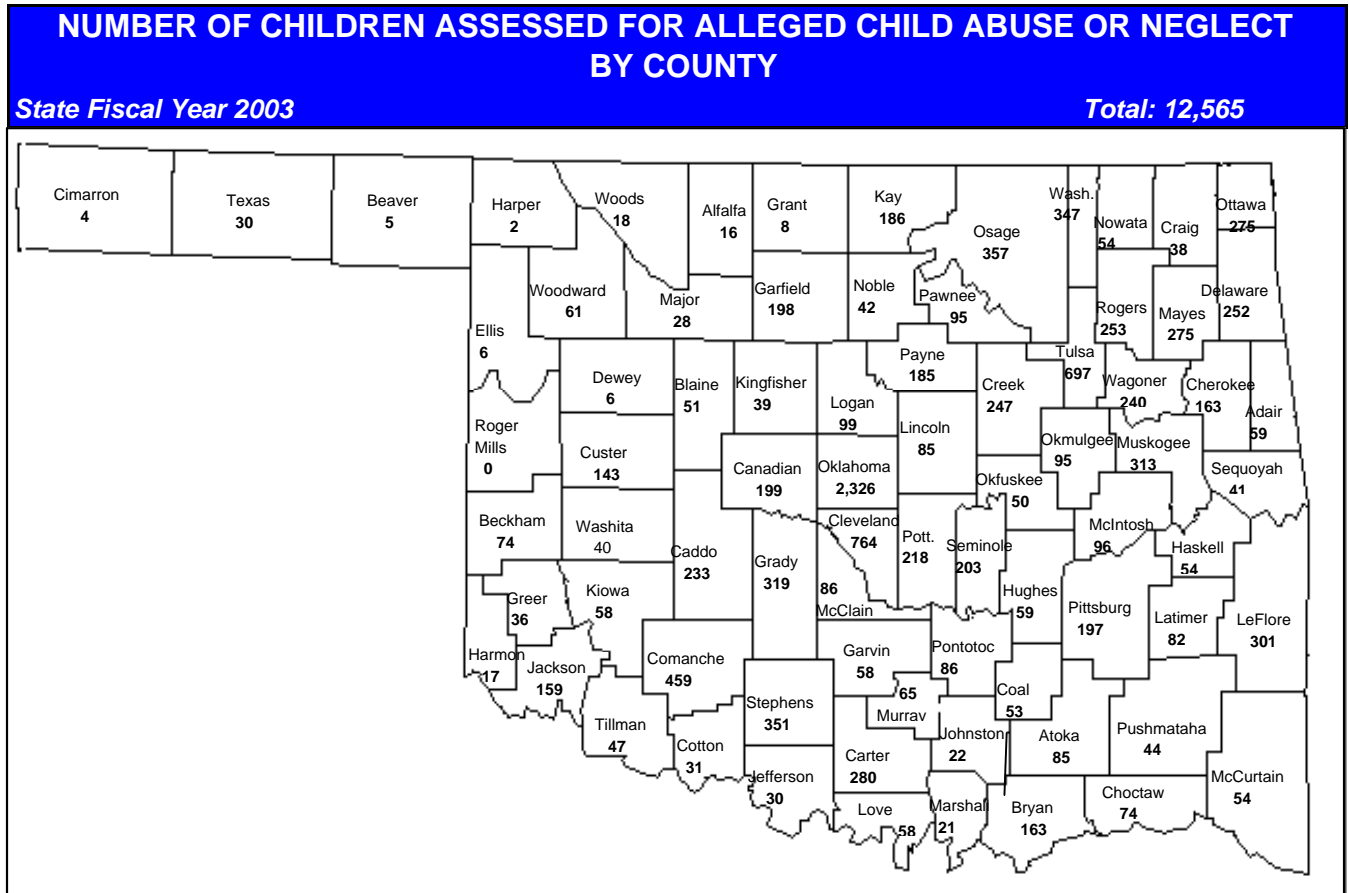 NUMBER OF CHILDREN ASSESSED FOR ALLEGED CHILD ABUSE OR NEGLECT
BY COUNTY
State Fiscal Year 2003 Total: 12,565
Cimarron
4
Texas
30
Beaver
5
Harper
2
Woods
18
Alfalfa
16
Grant
8
Kay
186
Osage
357
Wash.
347
Nowata
54
Craig
38
Ottawa
275
Ellis
6
Woodward
61
Major
28
Garfield
198
Noble
42
Pawnee
95
Rogers
253
Mayes
275
Delaware
252
Roger
Mills
0
Dewey
6
Blaine
51
Kingfisher
39
Logan
99
Payne
185
Creek
247
Tulsa
697
Wagoner
240
Cherokee
163
Adair
59
Custer
143
Canadian
199
Oklahoma
2,326
Lincoln
85
Okfuskee
50
Okmulgee
95
Muskogee
313
Sequoyah
41
Beckham
74
Washita
40
Caddo
233
Grady
319
Cleveland
764
86
McClain
Pott.
218
Seminole
203
Hughes
59
McIntosh
96
Haskell
54
Greer
36
Kiowa
58
Harmon
17
Jackson
159
Comanche
459
Stephens
351
Garvin
58
Pontotoc
86
Pittsburg
197
Latimer
82
LeFlore
301
Tillman
47
Cotton
31
Jefferson
30
65
Murray
Carter
280
Johnston
22
Coal
53
Atoka
85
Pushmataha
44
McCurtain
54
Love
58
Marshall
21
Bryan
163
Choctaw
74